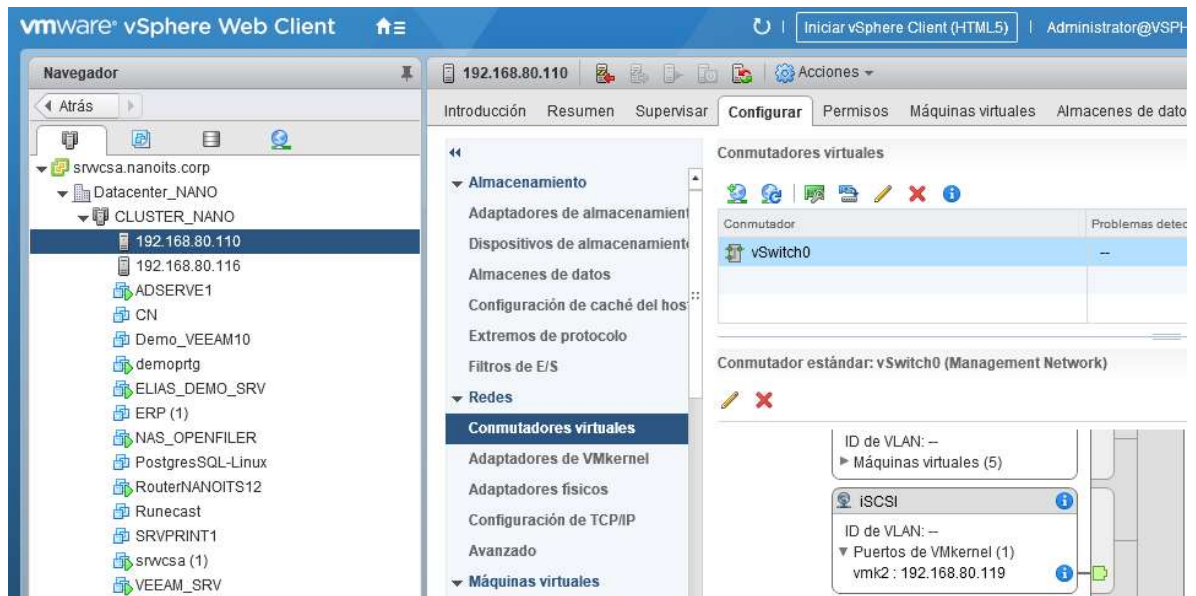 vmware® vSphere Web Client
Iniciar vSphere Client (HTML5)
Administrator@VSPH
Navegador
Atrás
srvvcsa.nanoits.corp
Datacenter_NANO
CLUSTER_NANO
192.168.80.110
192.168.80.116
ADSERVE1
CN
Demo_VEEAM10
demoprtg
ELIAS_DEMO_SRV
ERP (1)
NAS_OPENFILER
PostgresSQL-Linux
RouterNANOITS12
Runecast
SRVPRINT1
srvvcsa (1)
VEEAM_SRV
192.168.80.110
Acciones
Introducción Resumen Supervisar Configurar Permisos Máquinas virtuales Almacenes de dato
Almacenamiento
Adaptadores de almacenamient
Dispositivos de almacenamient
Almacenes de datos
Configuración de caché del hos
Extremos de protocolo
Filtros de E/S
Redes
Conmutadores virtuales
Adaptadores de VMkernel
Adaptadores físicos
Configuración de TCP/IP
Avanzado
Máquinas virtuales
Conmutadores virtuales
Conmutador Problemas detec
vSwitch0 --
Conmutador estándar: vSwitch0 (Management Network)
ID de VLAN: --
Máquinas virtuales (5)
iSCSI
ID de VLAN: --
Puertos de VMkernel (1)
vmk2 : 192.168.80.119